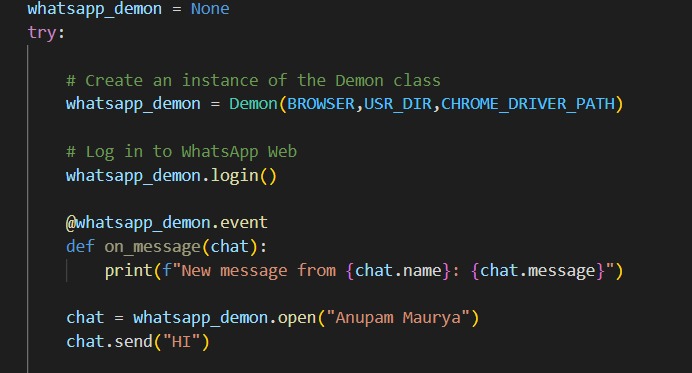 whatsapp_demon = None
try:
# Create an instance of the Demon class
whatsapp_demon = Demon(BROWSER,USR_DIR,CHROME_DRIVER_PATH)
# Log in to WhatsApp Web
whatsapp_demon.login()
@whatsapp_demon.event
def on_message(chat):
print(f"New message from {chat.name}: {chat.message}")
chat = whatsapp_demon.open("Anupam Maurya")
chat.send("HI")